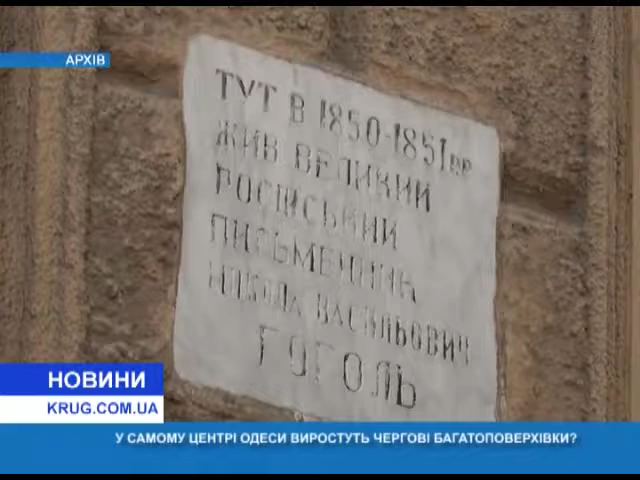 АРХІВ
ТУТ В 1850-1851рр.
ЖИВ ВЕЛИКИЙ
РОСІЙСЬКИЙ
ПИСЬМЕННИК
МИКОЛА ВАСИЛЬОВИЧ
ГОГОЛЬ
НОВИНИ
KRUG.COM.UA
У САМОМУ ЦЕНТРІ ОДЕСИ ВИРОСТУТЬ ЧЕРГОВІ БАГАТОПОВЕРХІВКИ?